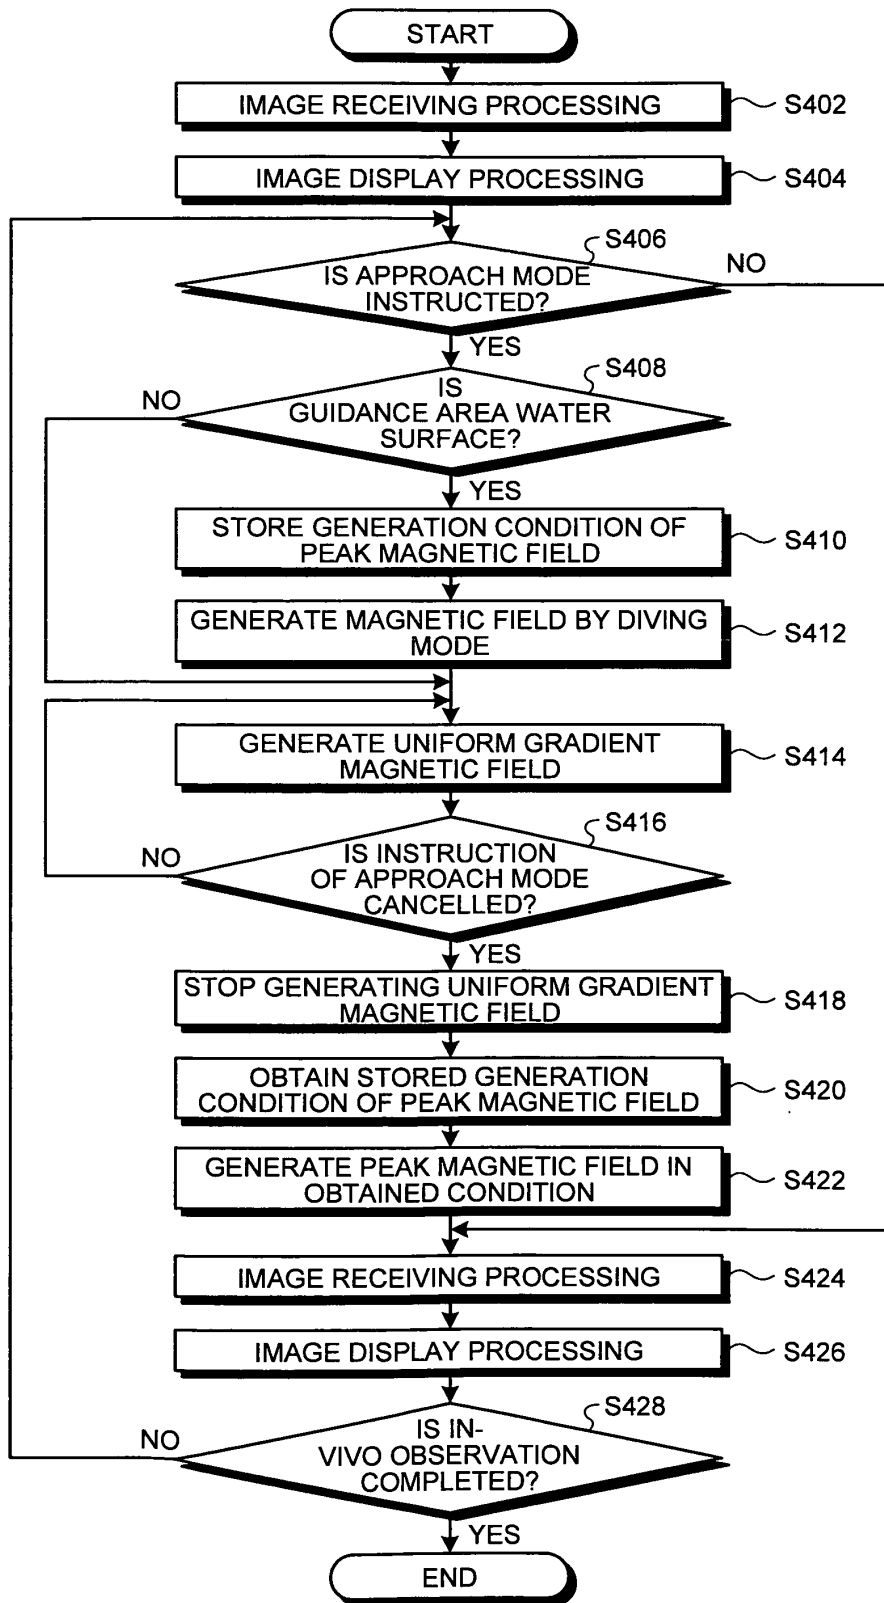 START
IMAGE RECEIVING PROCESSING
S402
IMAGE DISPLAY PROCESSING
S404
S406
IS APPROACH MODE
INSTRUCTED?
NO
YES
S408
IS
GUIDANCE AREA WATER
SURFACE?
NO
YES
STORE GENERATION CONDITION OF
PEAK MAGNETIC FIELD
S410
GENERATE MAGNETIC FIELD BY DIVING
MODE
S412
GENERATE UNIFORM GRADIENT
MAGNETIC FIELD
S414
S416
IS INSTRUCTION
OF APPROACH MODE
CANCELLED?
NO
YES
STOP GENERATING UNIFORM GRADIENT
MAGNETIC FIELD
S418
OBTAIN STORED GENERATION
CONDITION OF PEAK MAGNETIC FIELD
S420
GENERATE PEAK MAGNETIC FIELD IN
OBTAINED CONDITION
S422
IMAGE RECEIVING PROCESSING
S424
IMAGE DISPLAY PROCESSING
S426
S428
IS IN-
VIVO OBSERVATION
COMPLETED?
NO
YES
END